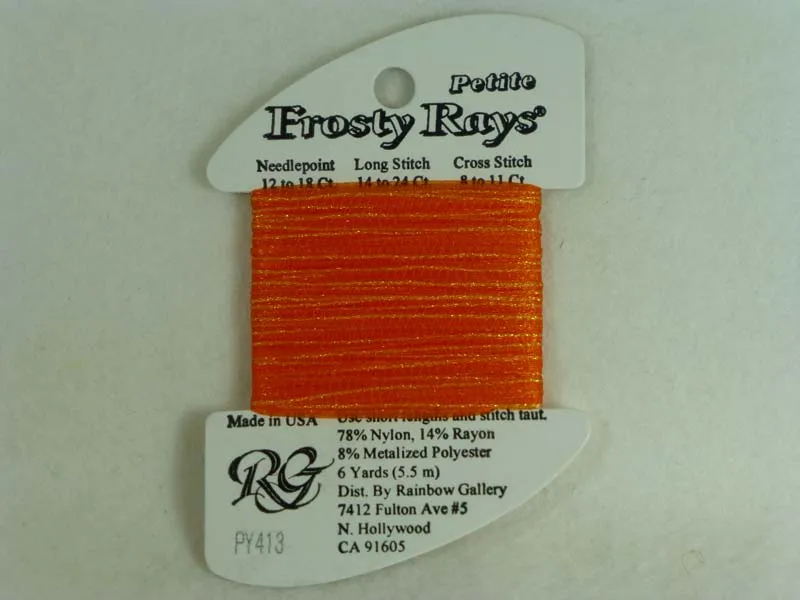 Petite
Frosty Rays®
Needlepoint Long Stitch Cross Stitch
12 to 18 Ct. 14 to 24 Ct. 8 to 11 Ct.
Made in USA Use short lengths and stitch taut.
78% Nylon, 14% Rayon
8% Metalized Polyester
6 Yards (5.5 m)
RG
Dist. By Rainbow Gallery
7412 Fulton Ave #5
N. Hollywood
PY413
CA 91605